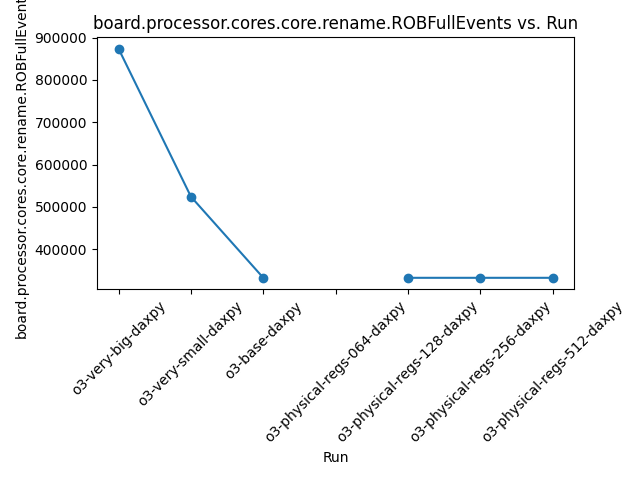 board.processor.cores.core.rename.ROBFullEvents vs. Run
board.processor.cores.core.rename.ROBFullEvent
900000
800000
700000
600000
500000
400000
o3-very-big-daxpy
o3-very-small-daxpy
o3-base-daxpy
o3-physical-regs-064-daxpy
o3-physical-regs-128-daxpy
o3-physical-regs-256-daxpy
o3-physical-regs-512-daxpy
Run